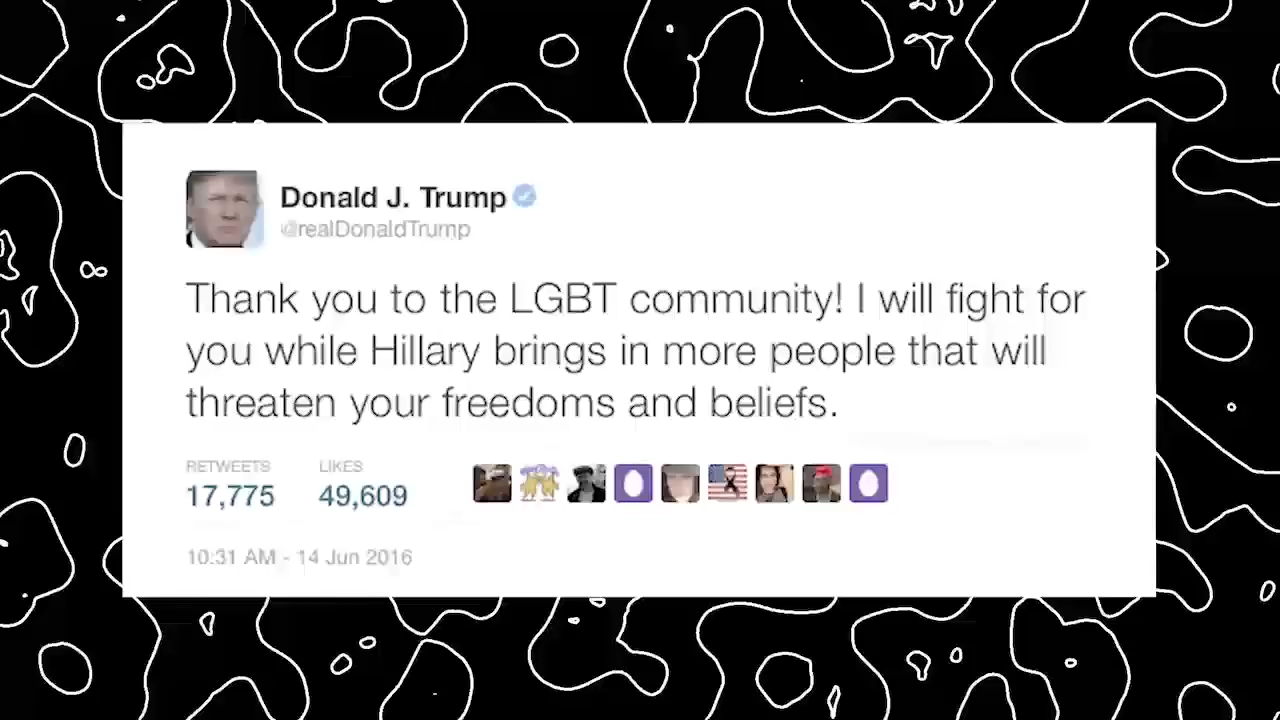 Donald J. Trump
@realDonaldTrump
Thank you to the LGBT community! I will fight for
you while Hillary brings in more people that will
threaten your freedoms and beliefs.
RETWEETS LIKES
17,775 49,609
10:31 AM - 14 Jun 2016